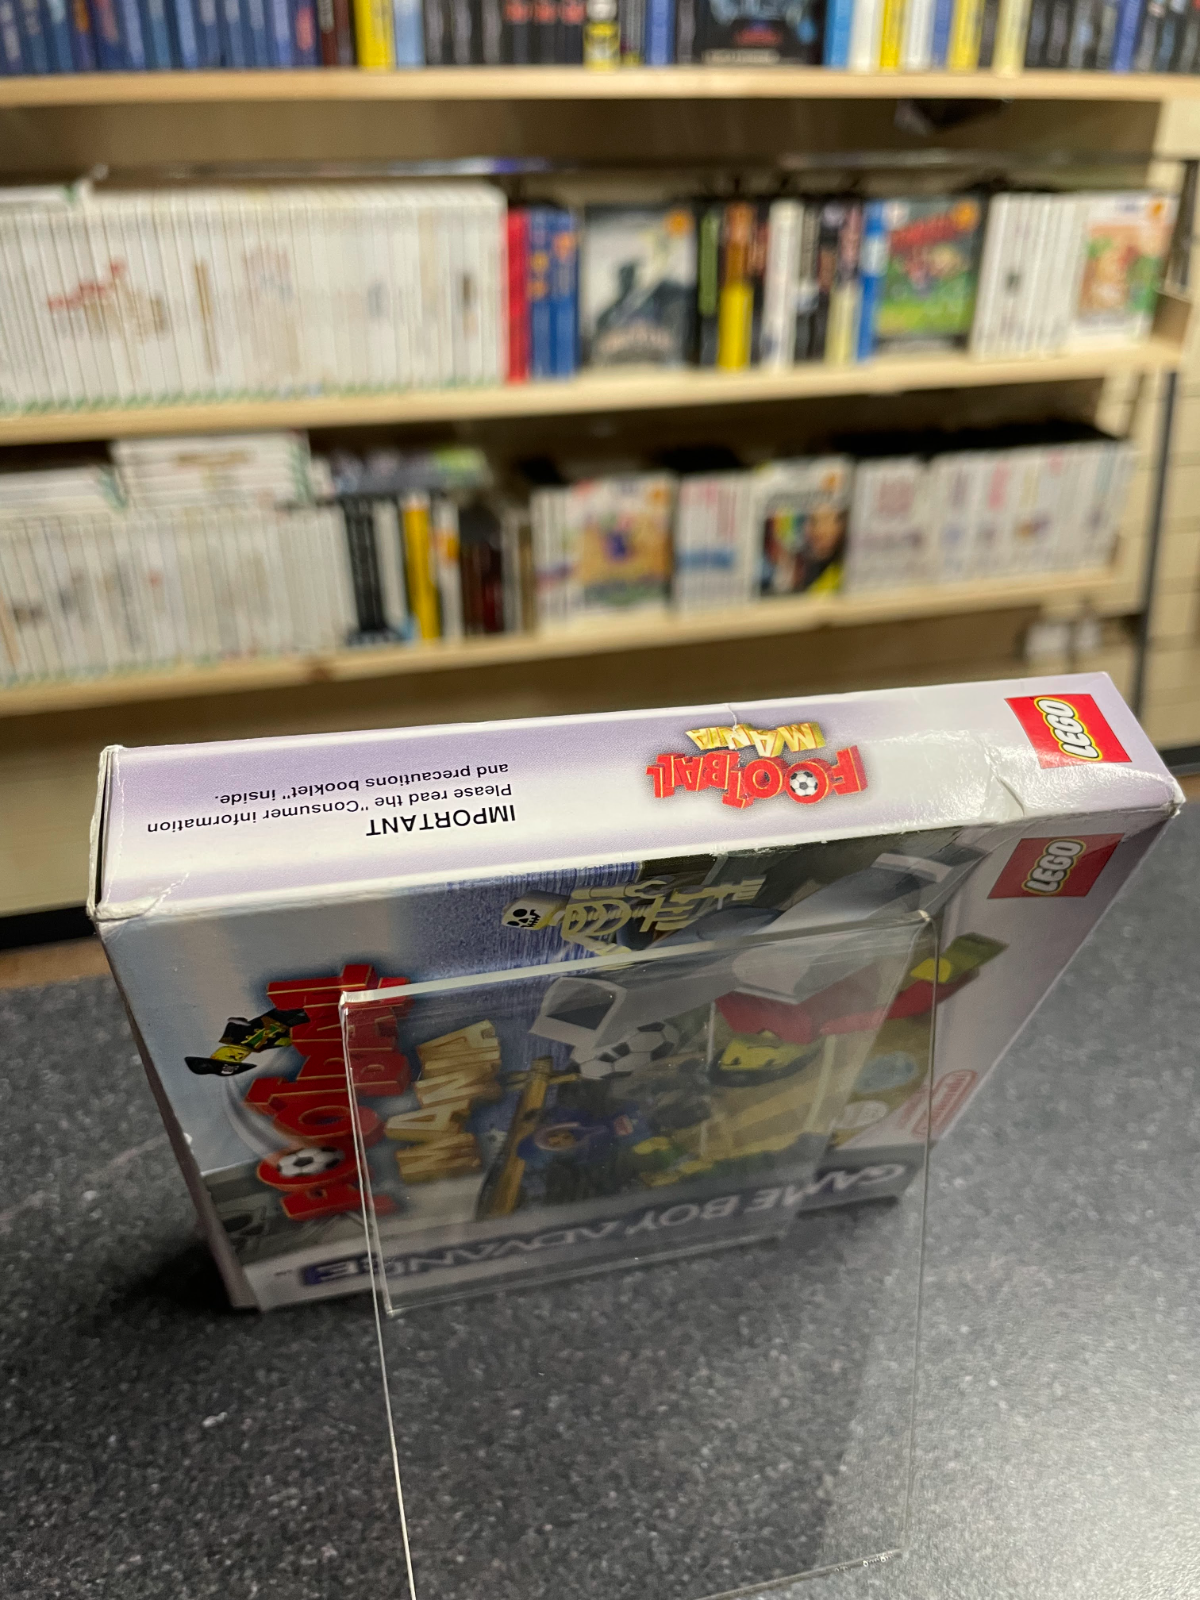 LEGO
FOOTBALL
MANIA
IMPORTANT
Please read the "Consumer information
and precautions booklet" inside.
LEGO
FOOTBALL
MANIA
GAME BOY ADVANCE